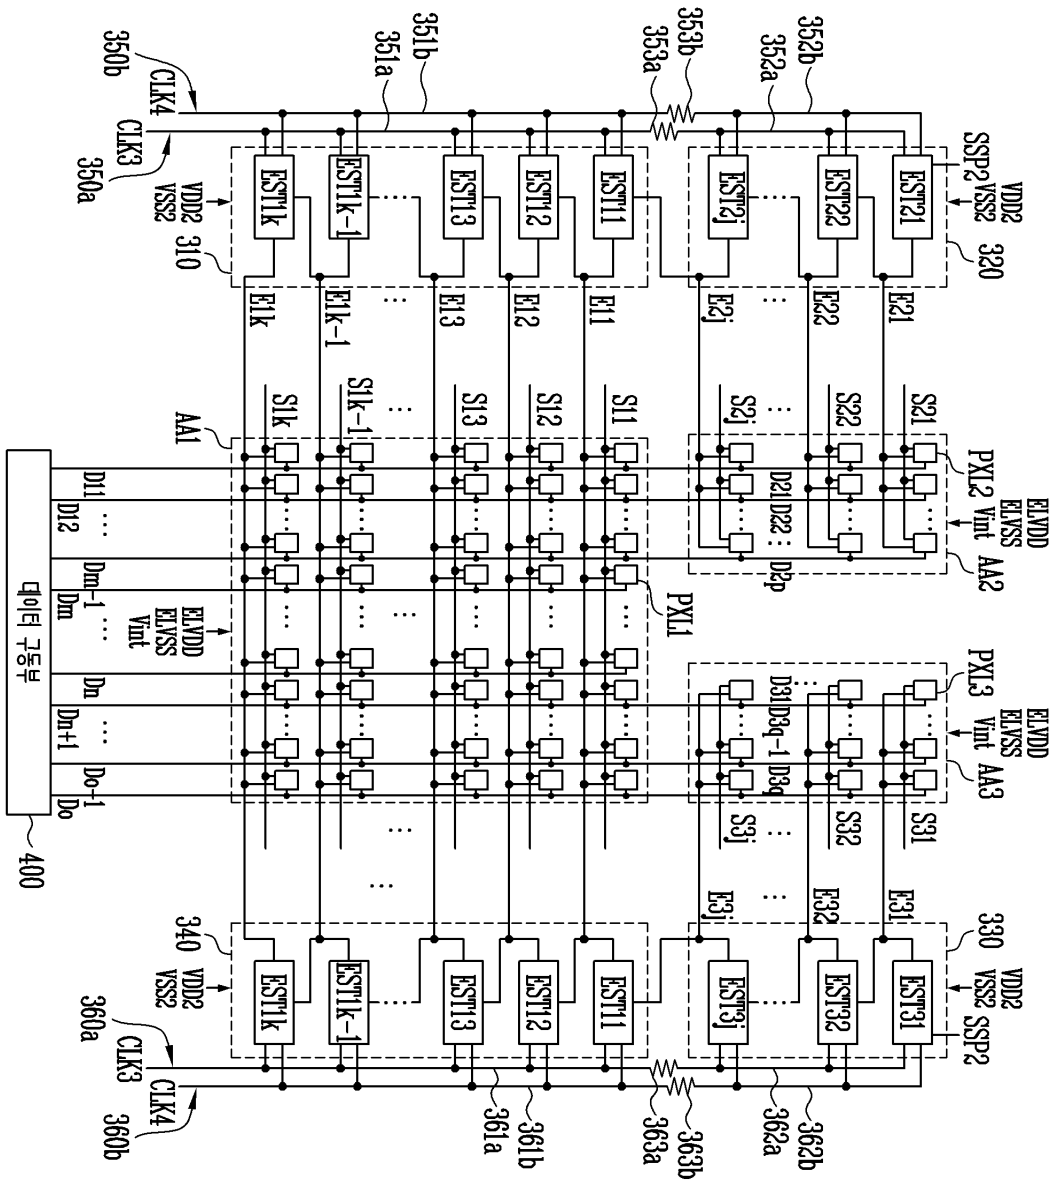 SSP2
VDD2
VSS2
320
ELVDD
ELVSS
Vint
AA2
PXL2
ELVDD
ELVSS
Vint
AA3
PXL3
330
VDD2
VSS2
SSP2
352b
352a
EST21
E21
S21
S31
E31
EST31
362a
362b
EST22
E22
S22
S32
E32
EST32
EST2j
E2j
S2j
D21
D22
D2p
D31
D3q-1
D3q
S3j
E3j
EST3j
353b
353a
PXL1
363a
363b
EST11
E11
S11
EST11
EST12
E12
S12
EST12
361b
361a
351b
351a
EST13
E13
S13
EST13
EST1k-1
E1k-1
S1k-1
EST1k-1
EST1k
E1k
S1k
EST1k
310
VDD2
VSS2
AA1
ELVDD
ELVSS
Vint
340
VDD2
VSS2
CLK4
CLK3
350b
350a
CLK3
CLK4
360a
360b
D11
D12
Dm-1
Dm
Dn
Dn+1
Do-1
Do
데이터 구동부
400